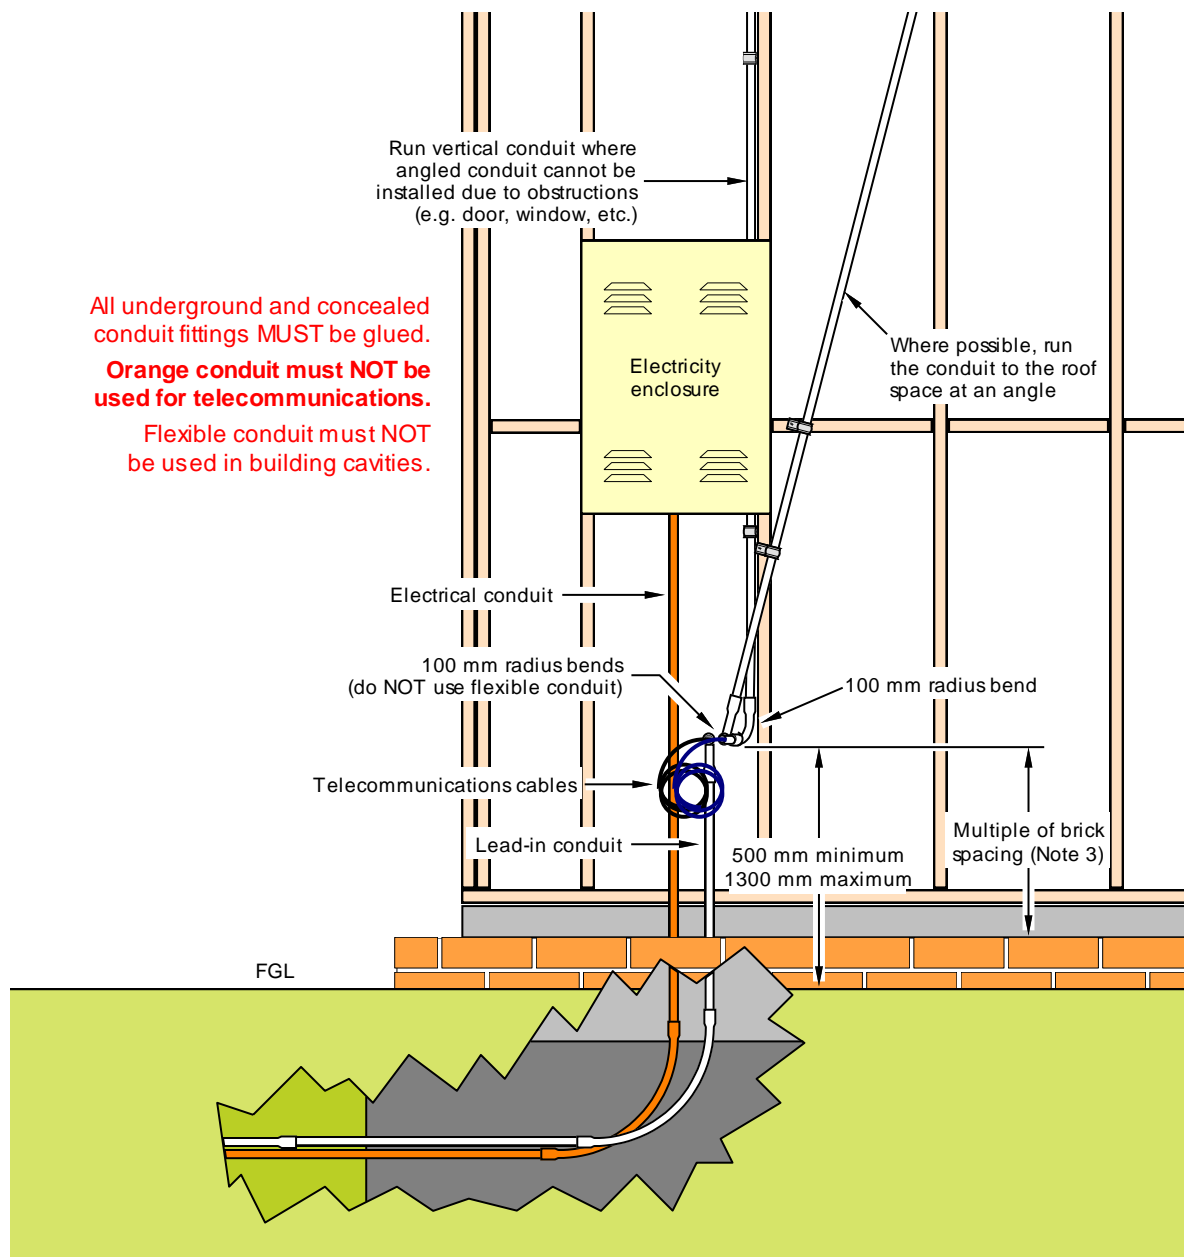 Run vertical conduit where
angled conduit cannot be
installed due to obstructions
(e.g. door, window, etc.)
All underground and concealed
conduit fittings MUST be glued.
Orange conduit must NOT be
used for telecommunications.
Flexible conduit must NOT
be used in building cavities.
Electricity
enclosure
Where possible, run
the conduit to the roof
space at an angle
Electrical conduit
100 mm radius bends
(do NOT use flexible conduit)
100 mm radius bend
Telecommunications cables
Lead-in conduit
500 mm minimum
1300 mm maximum
Multiple of brick
spacing (Note 3)
FGL